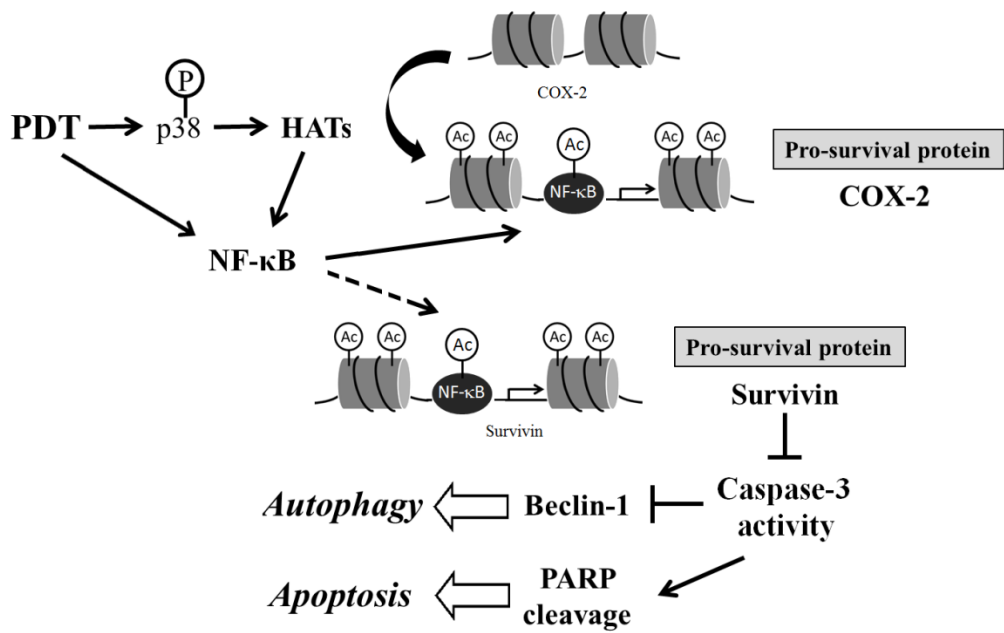 COX-2
P
PDT
p38
HATs
Ac
Ac
Ac
Ac
Ac
NF-κB
Pro-survival protein
COX-2
NF-κB
Ac
Ac
Ac
Ac
Ac
NF-κB
Survivin
Pro-survival protein
Survivin
Caspase-3
activity
Beclin-1
Autophagy
PARP
cleavage
Apoptosis